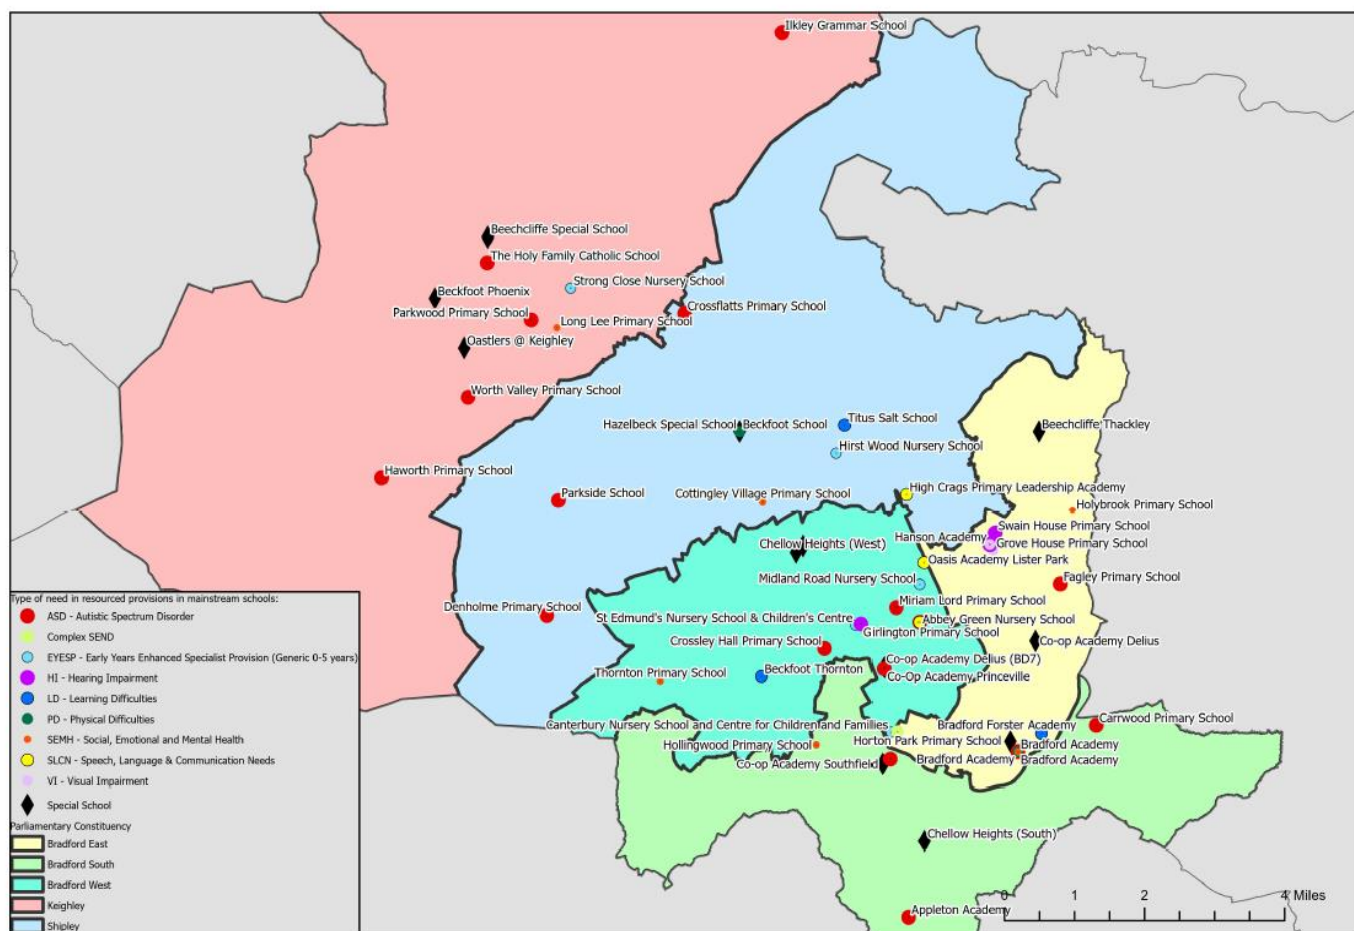 Ilkley Grammar School
Beechcliffe Special School
The Holy Family Catholic School
Strong Close Nursery School
Beckfoot Phoenix
Crossflatts Primary School
Parkwood Primary School
Long Lee Primary School
Oastlers @ Keighley
Worth Valley Primary School
Hazelbeck Special School
Beckfoot School
Titus Salt School
Beechcliffe Thackley
Hirst Wood Nursery School
Haworth Primary School
Parkside School
Cottingley Village Primary School
High Crags Primary Leadership Academy
Holybrook Primary School
Swain House Primary School
Hanson Academy
Grove House Primary School
Chellow Heights (West)
Oasis Academy Lister Park
Midland Road Nursery School
Fagley Primary School
Denholme Primary School
Miriam Lord Primary School
St Edmund's Nursery School & Children's Centre
Abbey Green Nursery School
Girlington Primary School
Crossley Hall Primary School
Co-op Academy Delius
Co-op Academy Delius (BD7)
Thornton Primary School
Beckfoot Thornton
Co-Op Academy Princeville
Canterbury Nursery School and Centre for Children and Families
Bradford Forster Academy
Carrwood Primary School
Hollingwood Primary School
Horton Park Primary School
Bradford Academy
Co-op Academy Southfield
Bradford Academy
Bradford Academy
Chellow Heights (South)
Appleton Academy
Type of need in resourced provisions in mainstream schools:
ASD - Autistic Spectrum Disorder
Complex SEND
EYESP - Early Years Enhanced Specialist Provision (Generic 0-5 years)
HI - Hearing Impairment
LD - Learning Difficulties
PD - Physical Difficulties
SEMH - Social, Emotional and Mental Health
SLCN - Speech, Language & Communication Needs
VI - Visual Impairment
Special School
Parliamentary Constituency
Bradford East
Bradford South
Bradford West
Keighley
Shipley
0 1 2 4 Miles